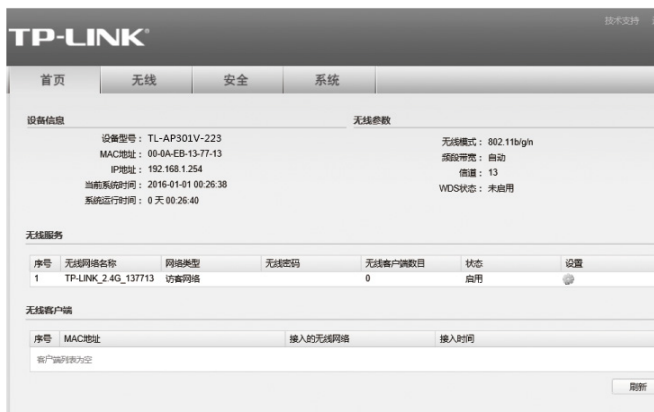 技术支持
TP-LINK®
首页 无线 安全 系统
设备信息 无线参数
设备型号: TL-AP301V-223
MAC地址: 00-0A-EB-13-77-13
IP地址: 192.168.1.254
当前系统时间: 2016-01-01 00:26:38
系统运行时间: 0 天 00:26:40
无线模式: 802.11b/g/n
频段带宽: 自动
信道: 13
WDS状态: 未启用
无线服务
序号 无线网络名称 网络类型 无线密码 无线客户端数目 状态 设置
1 TP-LINK_2.4G_137713 访客网络 0 启用
无线客户端
序号 MAC地址 接入的无线网络 接入时间
客户端列表为空
刷新